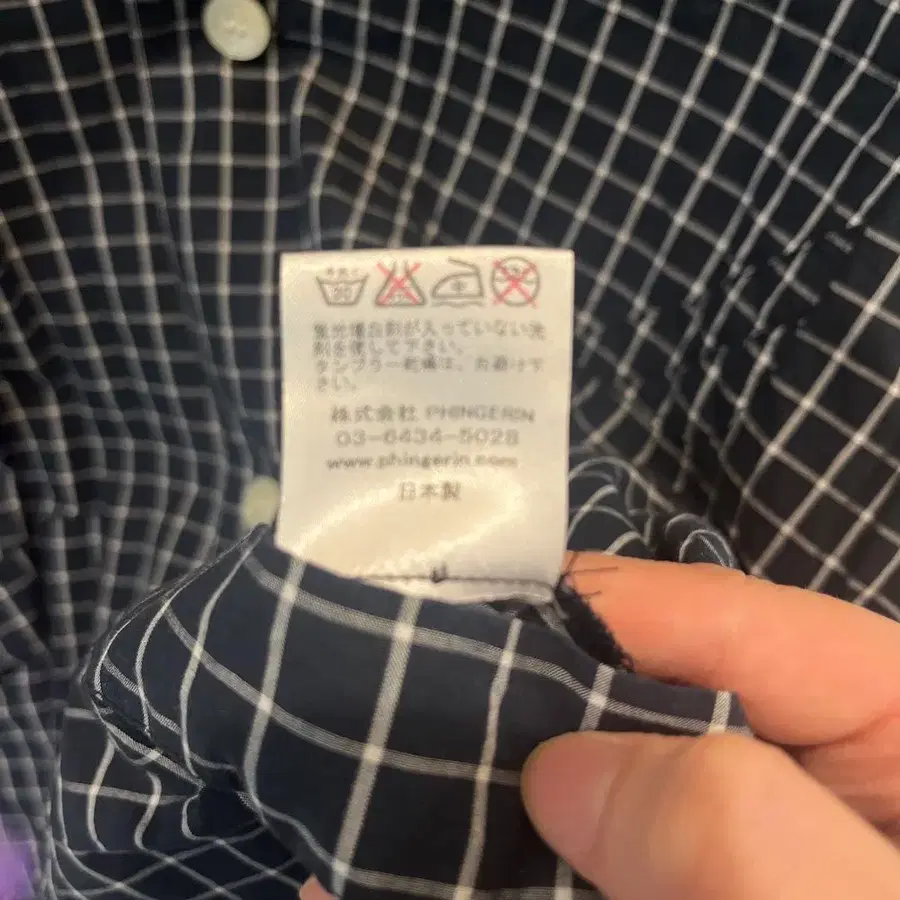 蛍光増白剤が入っていない洗
剤を使して下さい。
タンブラー乾燥は、お避け下
さい。
株式会社 PHINGERIN
03-6434-5028
www.phingerin.com
日本製